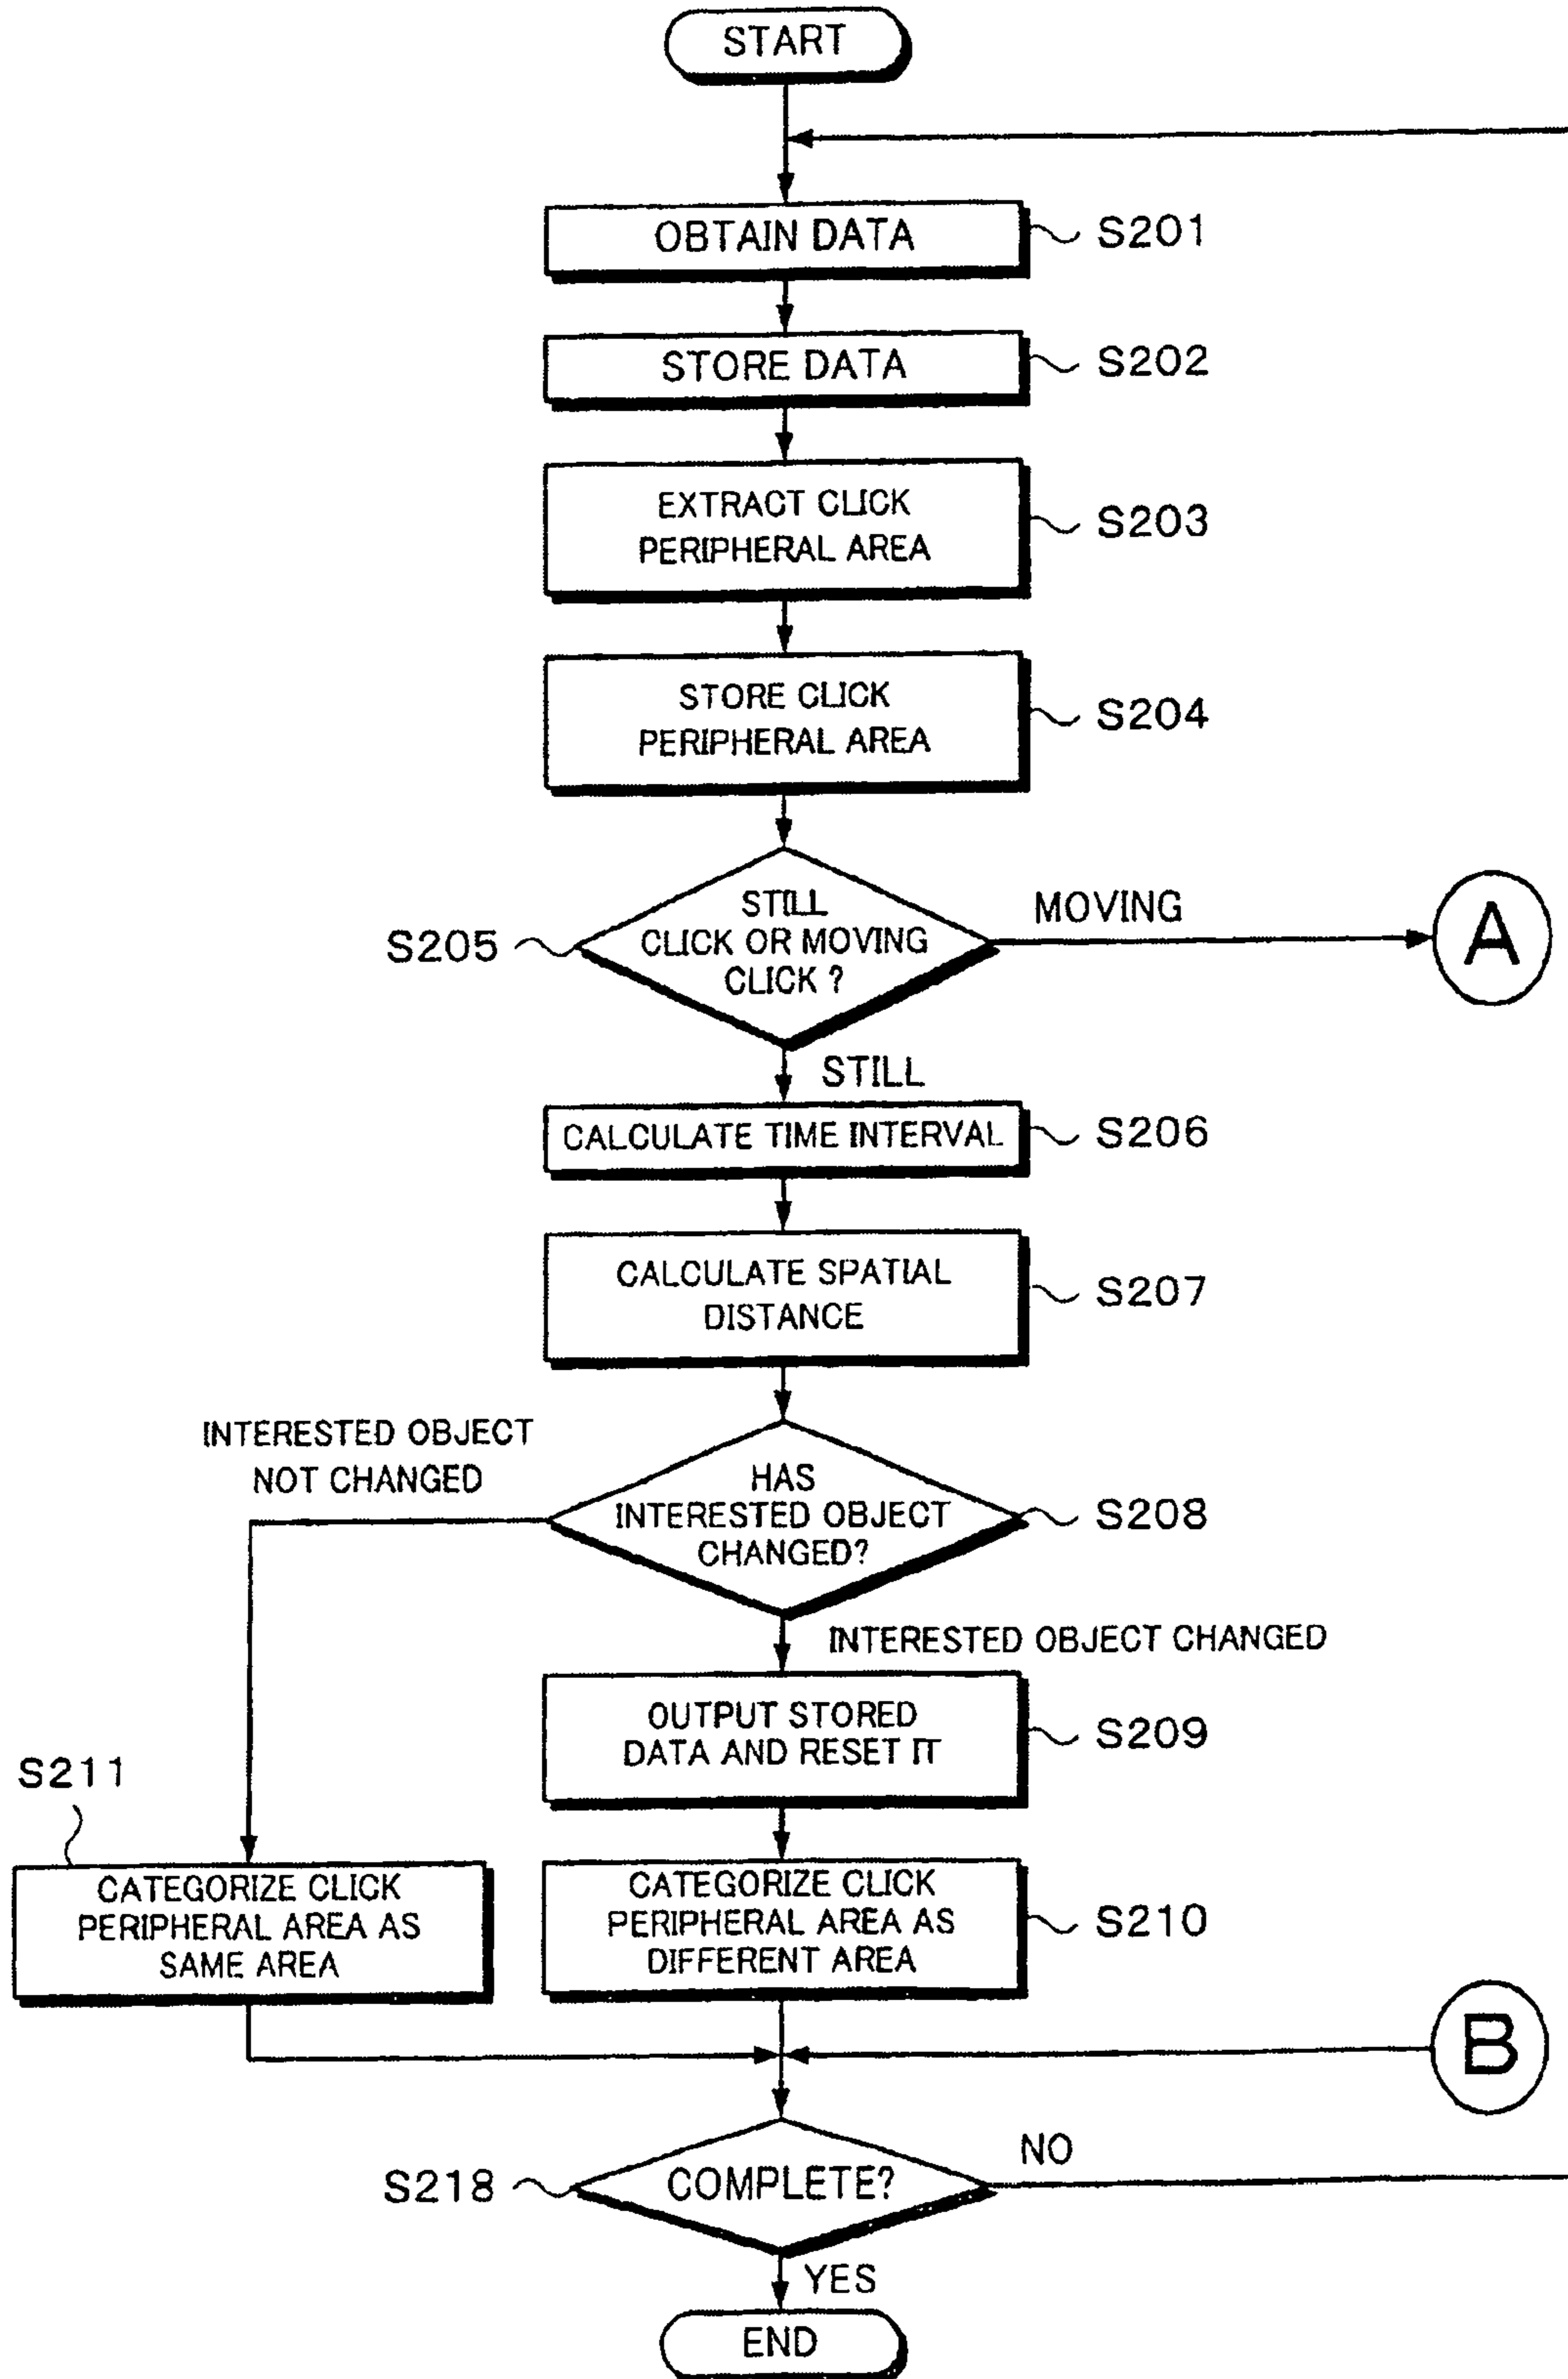 START
OBTAIN DATA
S201
STORE DATA
S202
EXTRACT CLICK
PERIPHERAL AREA
S203
STORE CLICK
PERIPHERAL AREA
S204
STILL
CLICK OR MOVING
CLICK ?
S205
MOVING
A
STILL
CALCULATE TIME INTERVAL
S206
CALCULATE SPATIAL
DISTANCE
S207
INTERESTED OBJECT
NOT CHANGED
HAS
INTERESTED OBJECT
CHANGED?
S208
INTERESTED OBJECT CHANGED
OUTPUT STORED
DATA AND RESET IT
S209
S211
CATEGORIZE CLICK
PERIPHERAL AREA AS
SAME AREA
CATEGORIZE CLICK
PERIPHERAL AREA AS
DIFFERENT AREA
S210
B
S218
COMPLETE?
NO
YES
END